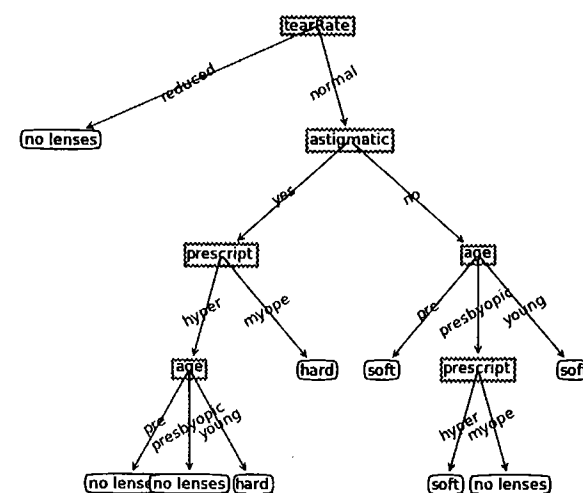 tearRate
reduced
normal
no lenses
astigmatic
yes
no
prescript
age
hyper
myope
pre
presbyopic
young
age
hard
soft
prescript
sof
pre
presbyopic
young
hyper
myope
no lense
no lenses
hard
soft
no lenses